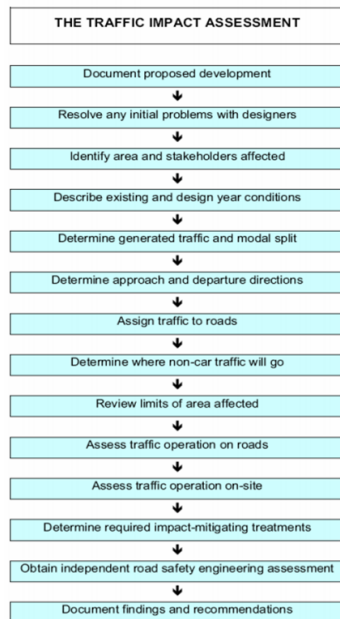 THE TRAFFIC IMPACT ASSESSMENT
Document proposed development
Resolve any initial problems with designers
Identify area and stakeholders affected
Describe existing and design year conditions
Determine generated traffic and modal split
Determine approach and departure directions
Assign traffic to roads
Determine where non-car traffic will go
Review limits of area affected
Assess traffic operation on roads
Assess traffic operation on-site
Determine required impact-mitigating treatments
Obtain independent road safety engineering assessment
Document findings and recommendations